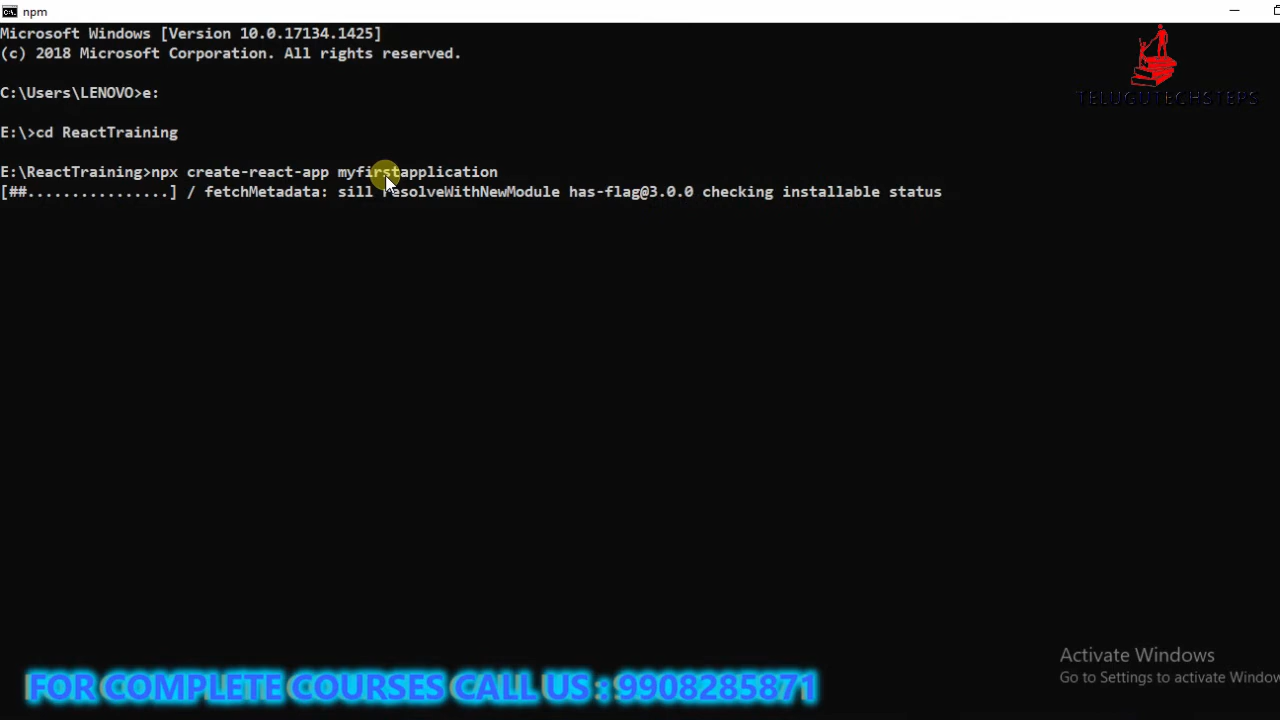 npm
Microsoft Windows [Version 10.0.17134.1425]
(c) 2018 Microsoft Corporation. All rights reserved.
C:\Users\LENOVO>e:
E:\>cd ReactTraining
E:\ReactTraining>npx create-react-app myfirstapplication
[##................] / fetchMetadata: sill resolveWithNewModule has-flag@3.0.0 checking installable status
TELUGUTECHSTEPS
Activate Windows
Go to Settings to activate Window
FOR COMPLETE COURSES CALL US : 9908285871